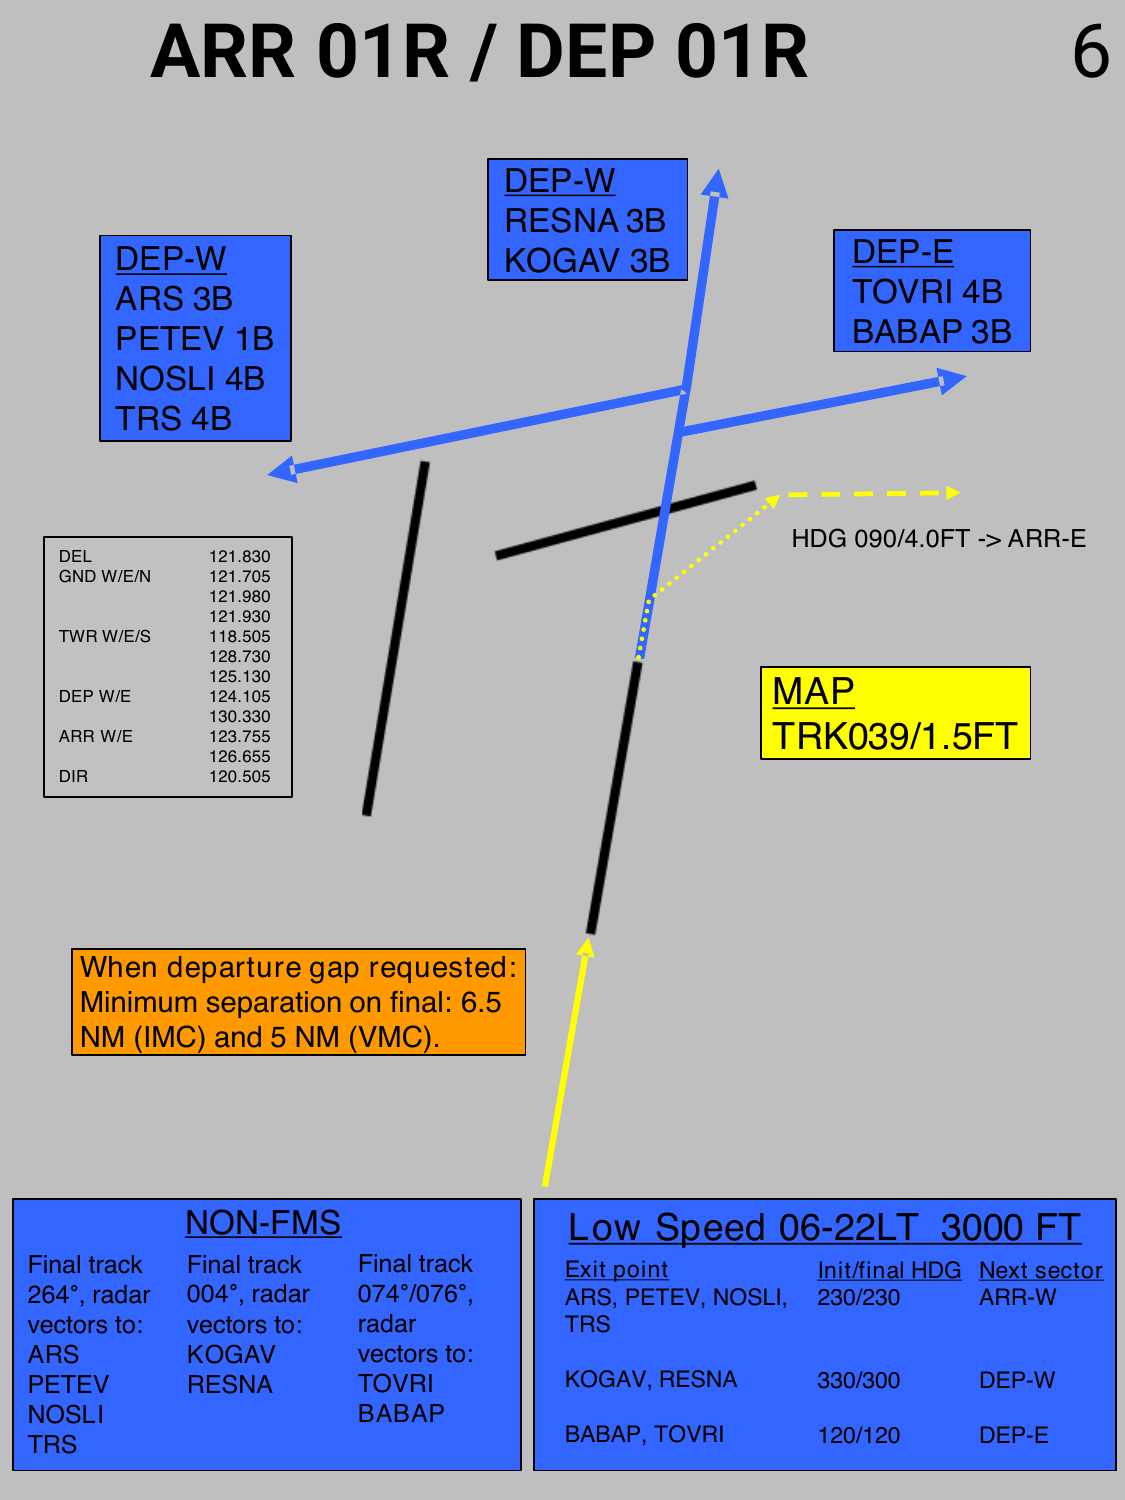 ARR 01R / DEP 01R
6
DEP-W
RESNA 3B
KOGAV 3B
DEP-W
ARS 3B
PETEV 1B
NOSLI 4B
TRS 4B
DEP-E
TOVRI 4B
BABAP 3B
HDG 090/4.0FT -> ARR-E
DEL 121.830
GND W/E/N 121.705
121.980
121.930
TWR W/E/S 118.505
128.730
125.130
DEP W/E 124.105
130.330
ARR W/E 123.755
126.655
DIR 120.505
MAP
TRK039/1.5FT
When departure gap requested:
Minimum separation on final: 6.5
NM (IMC) and 5 NM (VMC).
NON-FMS
Final track
264°, radar
vectors to:
ARS
PETEV
NOSLI
TRS
Final track
004°, radar
vectors to:
KOGAV
RESNA
Final track
074°/076°,
radar
vectors to:
TOVRI
BABAP
Low Speed 06-22LT 3000 FT
Exit point Init/final HDG Next sector
ARS, PETEV, NOSLI, 230/230 ARR-W
TRS
KOGAV, RESNA 330/300 DEP-W
BABAP, TOVRI 120/120 DEP-E